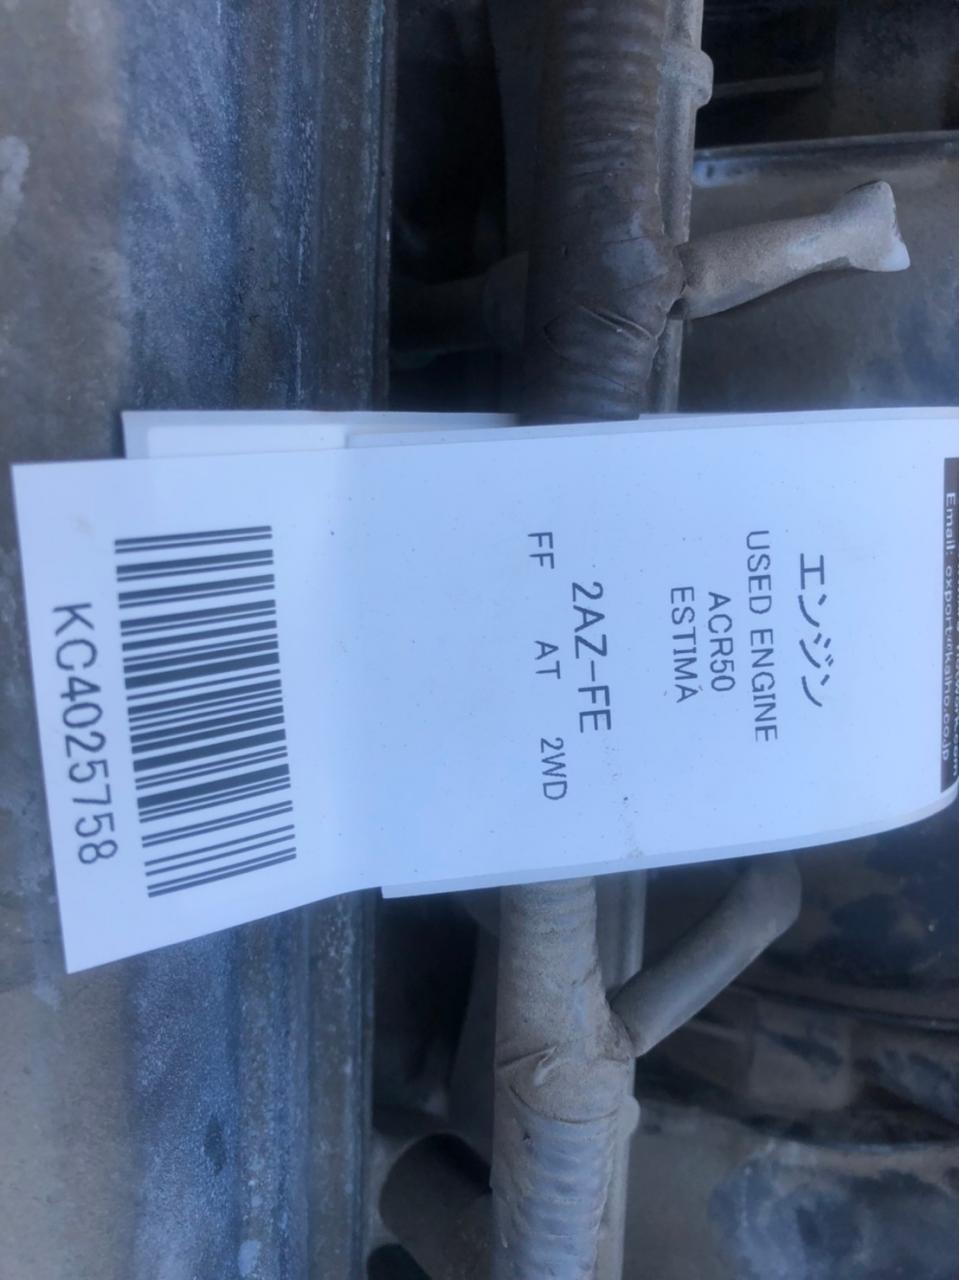 Email: export@kaiho.co.jp
エンジン
USED ENGINE
ACR50
ESTIMA
2AZ-FE
FF AT 2WD
KC4025758